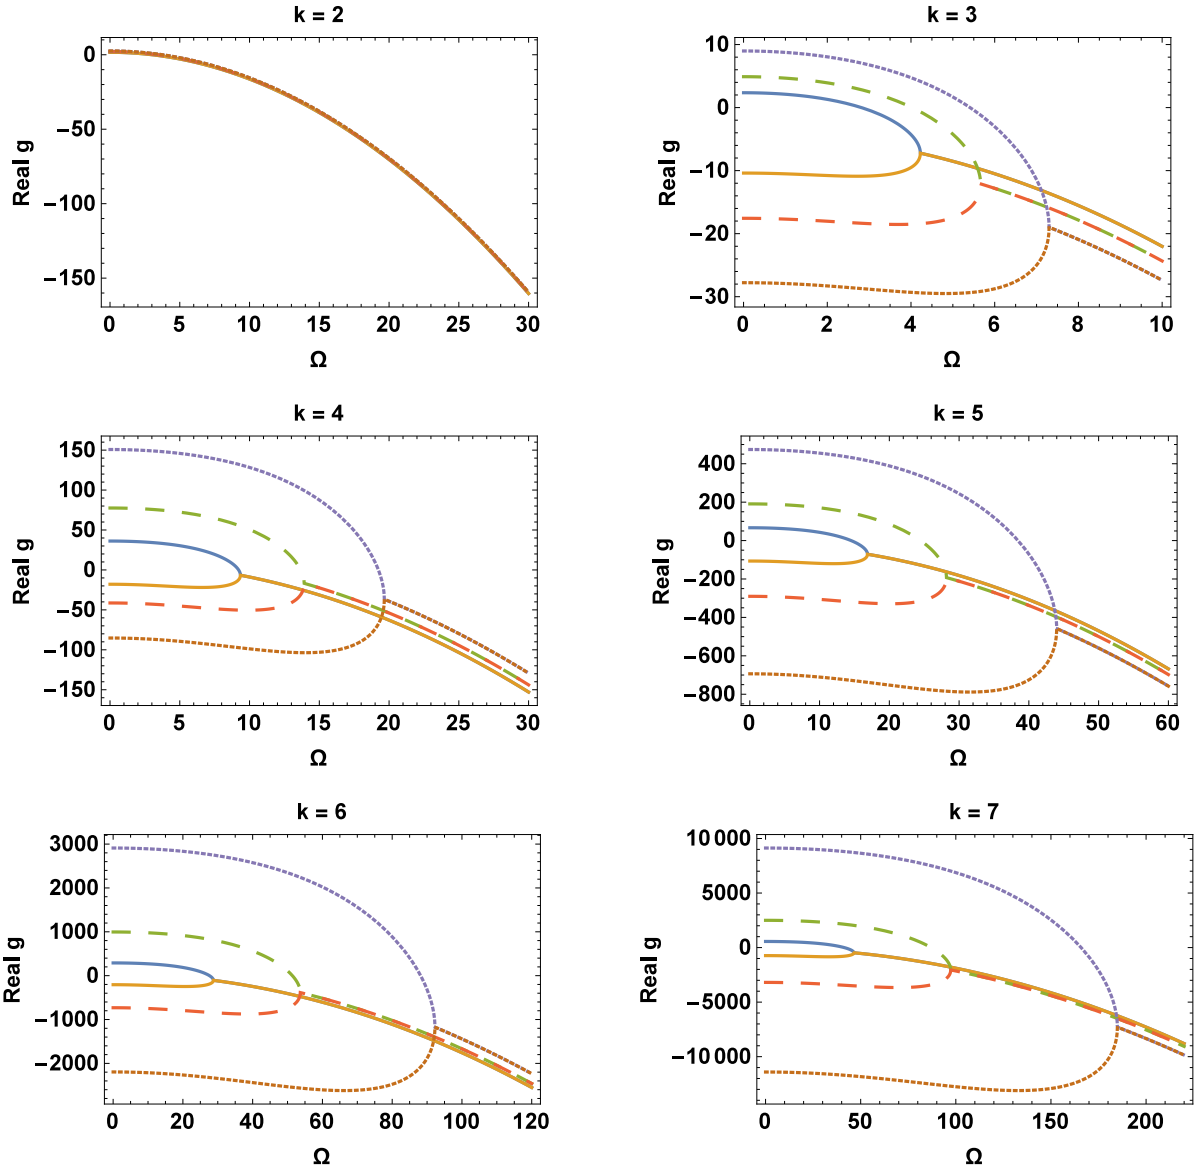 k = 2
0
−50
−100
−150
Real g
0 5 10 15 20 25 30
Ω
k = 3
10
0
−10
−20
−30
Real g
0 2 4 6 8 10
Ω
k = 4
150
100
50
0
−50
−100
−150
Real g
0 5 10 15 20 25 30
Ω
k = 5
400
200
0
−200
−400
−600
−800
Real g
0 10 20 30 40 50 60
Ω
k = 6
3000
2000
1000
0
−1000
−2000
Real g
0 20 40 60 80 100 120
Ω
k = 7
10 000
5000
0
−5000
−10 000
Real g
0 50 100 150 200
Ω